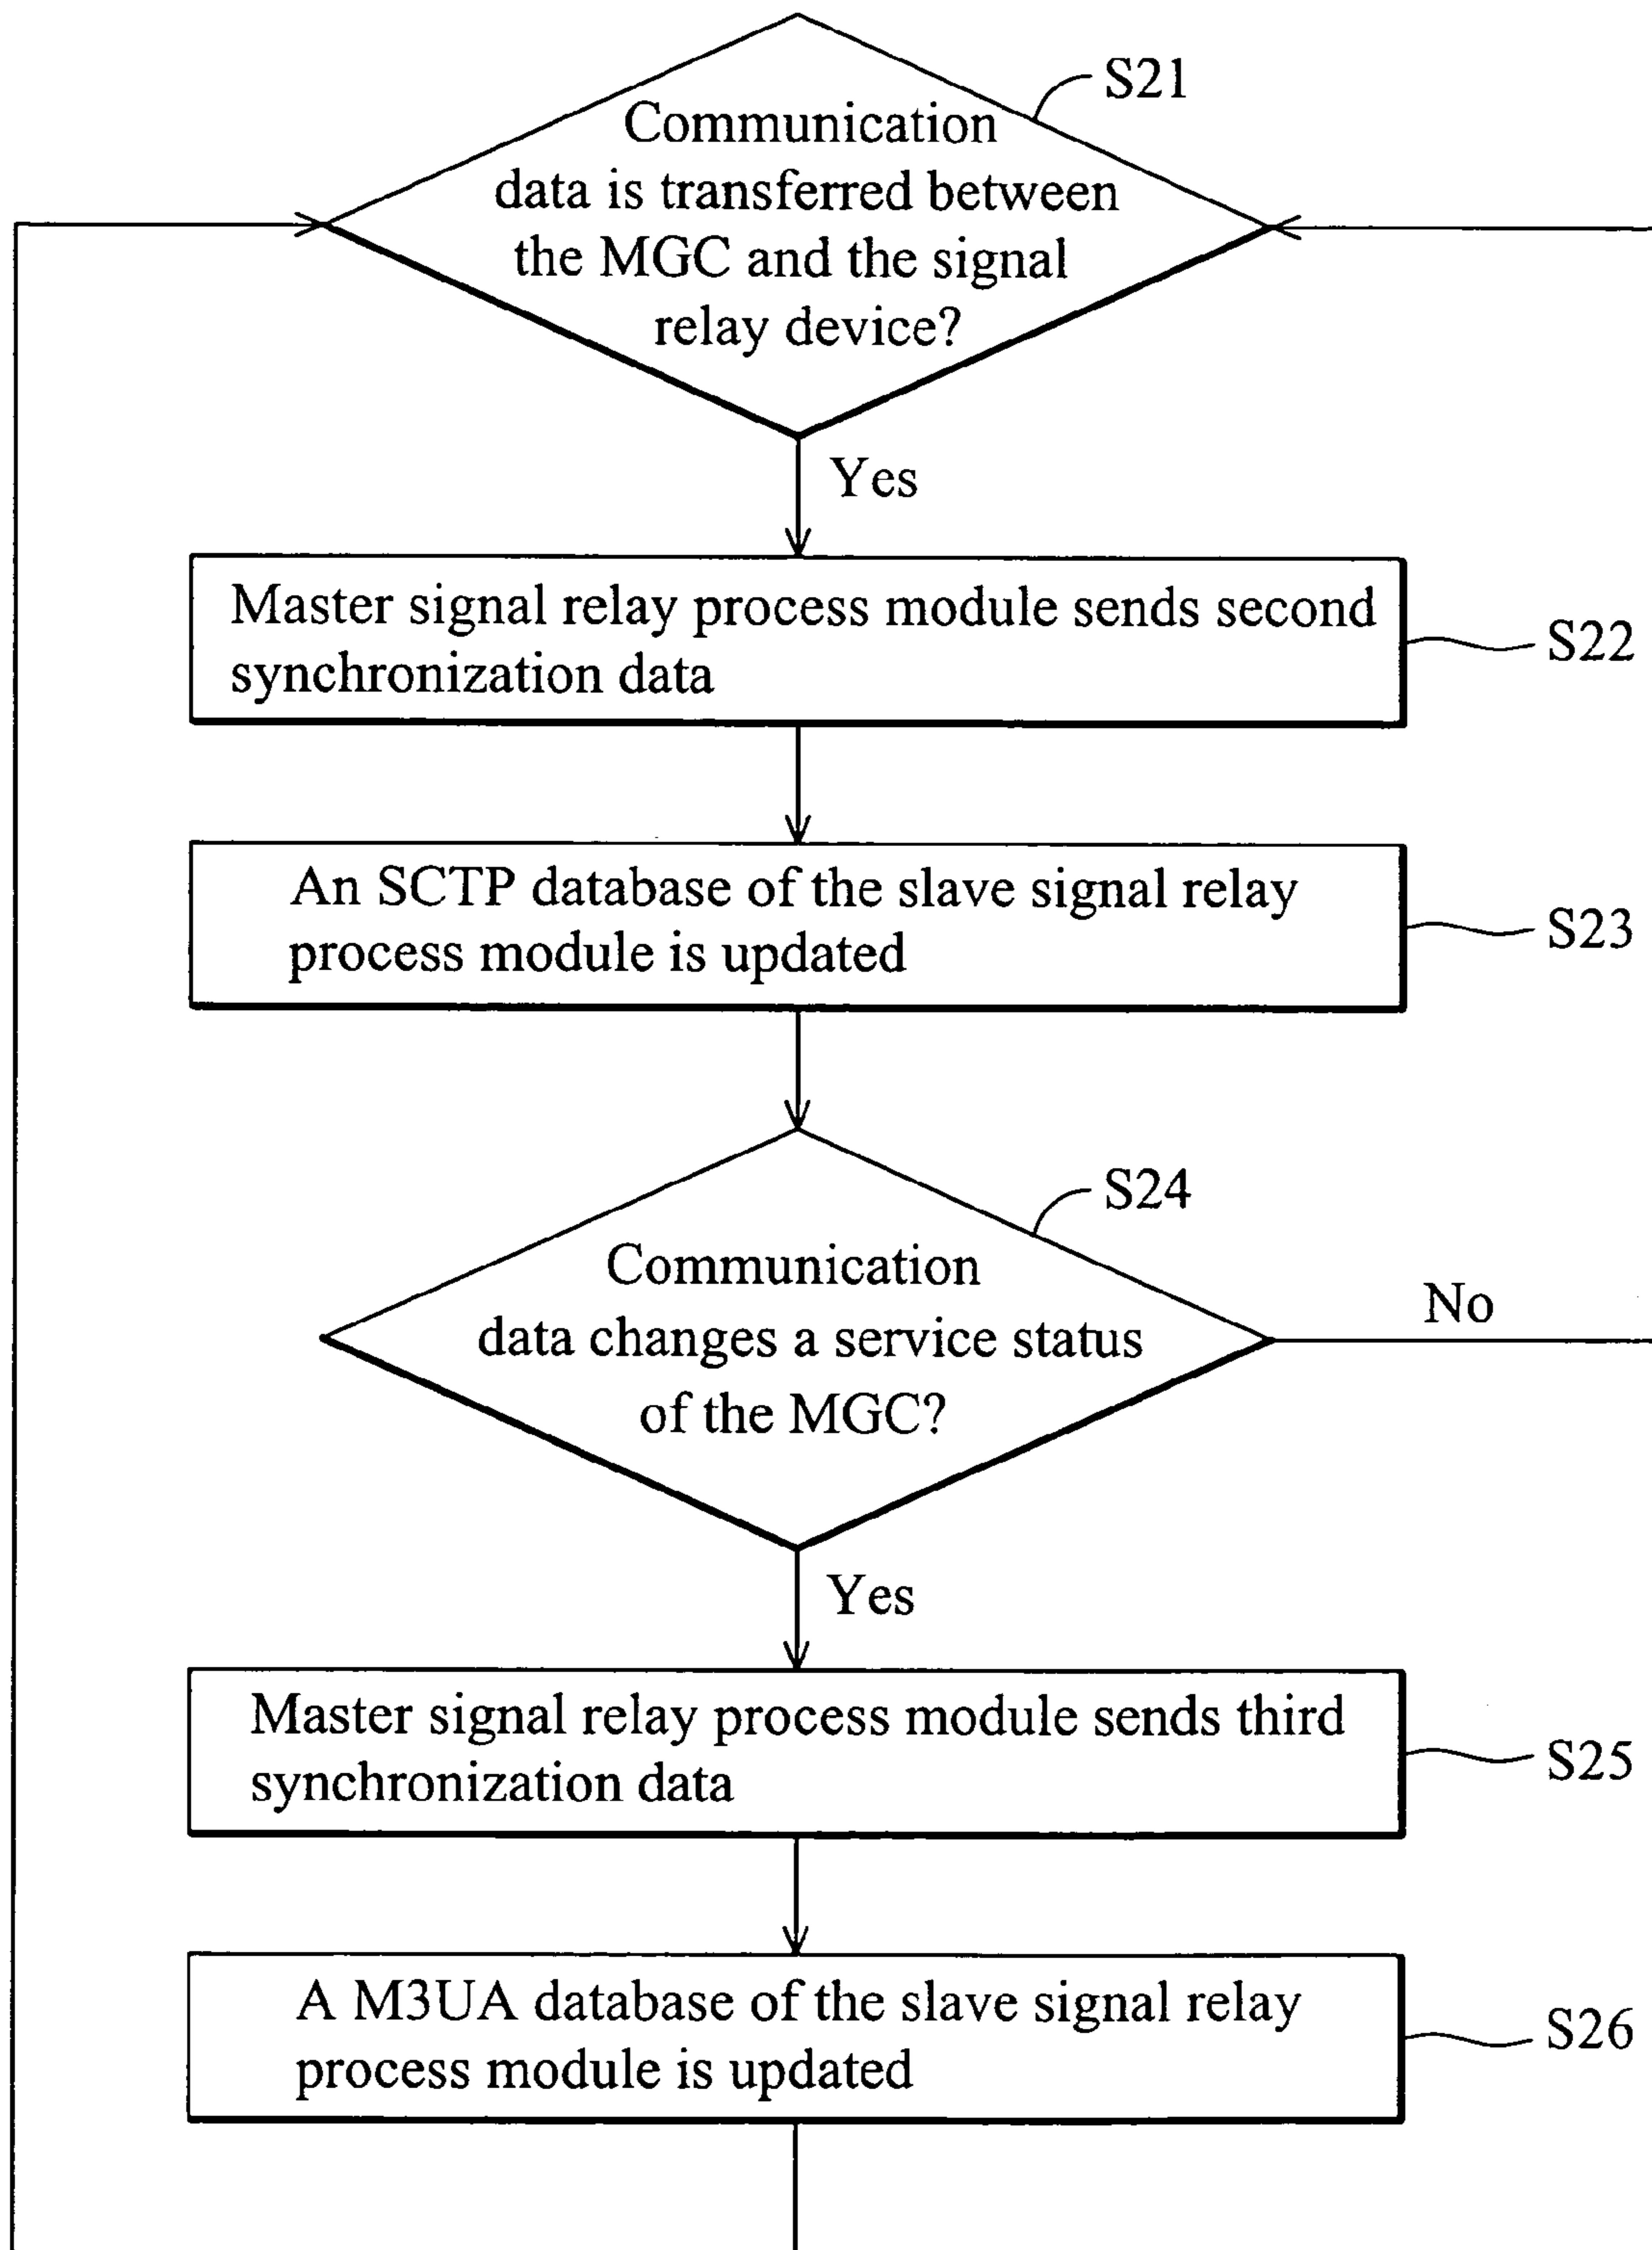 S21
Communication
data is transferred between
the MGC and the signal
relay device?
Yes
Master signal relay process module sends second
synchronization data
S22
An SCTP database of the slave signal relay
process module is updated
S23
S24
Communication
data changes a service status
of the MGC?
No
Yes
Master signal relay process module sends third
synchronization data
S25
A M3UA database of the slave signal relay
process module is updated
S26